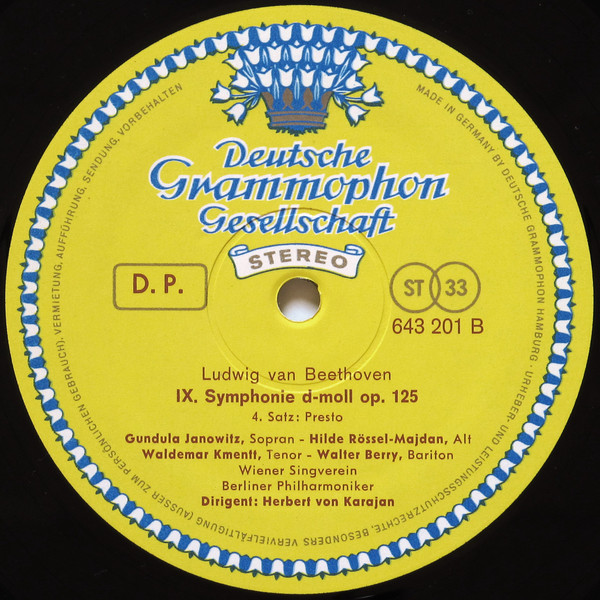 Deutsche
Grammophon
Gesellschaft
STEREO
D. P.
ST 33
643 201 B
Ludwig van Beethoven
IX. Symphonie d-moll op. 125
4. Satz: Presto
Gundula Janowitz, Sopran - Hilde Rössel-Majdan, Alt
Waldemar Kmentt, Tenor - Walter Berry, Bariton
Wiener Singverein
Berliner Philharmoniker
Dirigent: Herbert von Karajan
MADE IN GERMANY BY DEUTSCHE GRAMMOPHON HAMBURG · URHEBER- UND LEISTUNGSSCHUTZRECHTE, BESONDERS VERVIELFÄLTIGUNG (AUSSER ZUM PERSÖNLICHEN GEBRAUCH), VERMIETUNG, AUFFÜHRUNG, SENDUNG, VORBEHALTEN